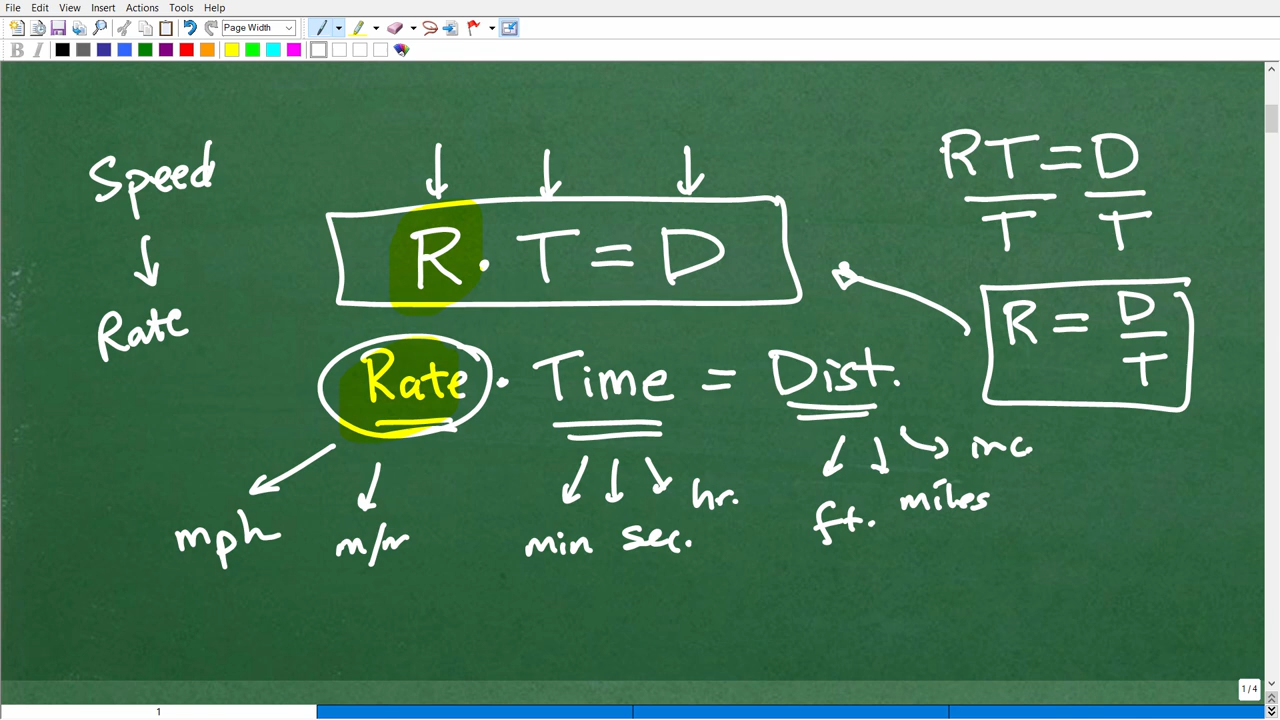 File Edit View Insert Actions Tools Help
Page Width
B I
Speed
Rate
R · T = D
Rate · Time = Dist.
mph
min sec. hr.
ft. miles inc.
RT = D
T T
R = D
T
1/4
1